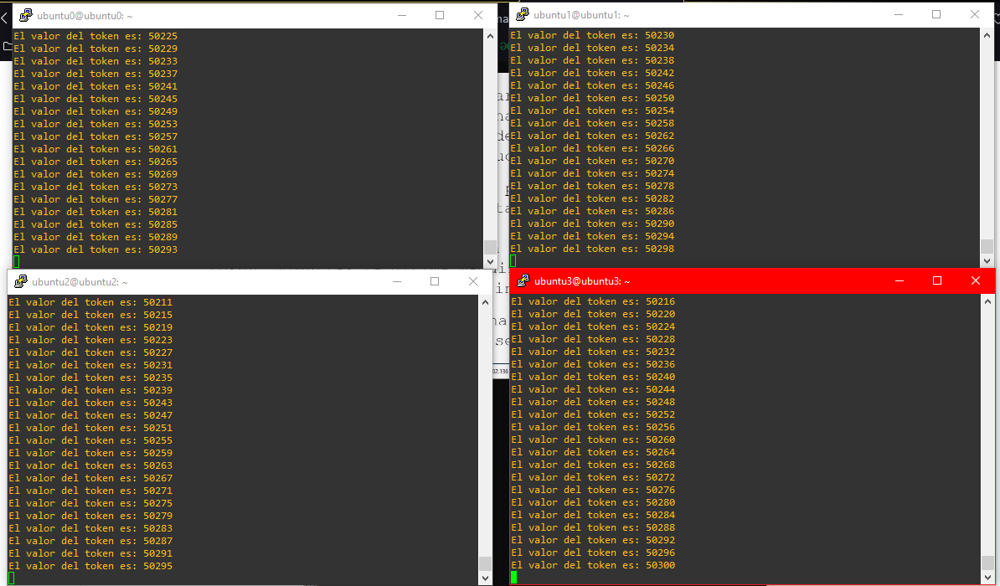 ubuntu0@ubuntu0: ~
El valor del token es: 50225
El valor del token es: 50229
El valor del token es: 50233
El valor del token es: 50237
El valor del token es: 50241
El valor del token es: 50245
El valor del token es: 50249
El valor del token es: 50253
El valor del token es: 50257
El valor del token es: 50261
El valor del token es: 50265
El valor del token es: 50269
El valor del token es: 50273
El valor del token es: 50277
El valor del token es: 50281
El valor del token es: 50285
El valor del token es: 50289
El valor del token es: 50293
ubuntu1@ubuntu1: ~
El valor del token es: 50230
El valor del token es: 50234
El valor del token es: 50238
El valor del token es: 50242
El valor del token es: 50246
El valor del token es: 50250
El valor del token es: 50254
El valor del token es: 50258
El valor del token es: 50262
El valor del token es: 50266
El valor del token es: 50270
El valor del token es: 50274
El valor del token es: 50278
El valor del token es: 50282
El valor del token es: 50286
El valor del token es: 50290
El valor del token es: 50294
El valor del token es: 50298
ubuntu2@ubuntu2: ~
El valor del token es: 50211
El valor del token es: 50215
El valor del token es: 50219
El valor del token es: 50223
El valor del token es: 50227
El valor del token es: 50231
El valor del token es: 50235
El valor del token es: 50239
El valor del token es: 50243
El valor del token es: 50247
El valor del token es: 50251
El valor del token es: 50255
El valor del token es: 50259
El valor del token es: 50263
El valor del token es: 50267
El valor del token es: 50271
El valor del token es: 50275
El valor del token es: 50279
El valor del token es: 50283
El valor del token es: 50287
El valor del token es: 50291
El valor del token es: 50295
ubuntu3@ubuntu3: ~
El valor del token es: 50216
El valor del token es: 50220
El valor del token es: 50224
El valor del token es: 50228
El valor del token es: 50232
El valor del token es: 50236
El valor del token es: 50240
El valor del token es: 50244
El valor del token es: 50248
El valor del token es: 50252
El valor del token es: 50256
El valor del token es: 50260
El valor del token es: 50264
El valor del token es: 50268
El valor del token es: 50272
El valor del token es: 50276
El valor del token es: 50280
El valor del token es: 50284
El valor del token es: 50288
El valor del token es: 50292
El valor del token es: 50296
El valor del token es: 50300